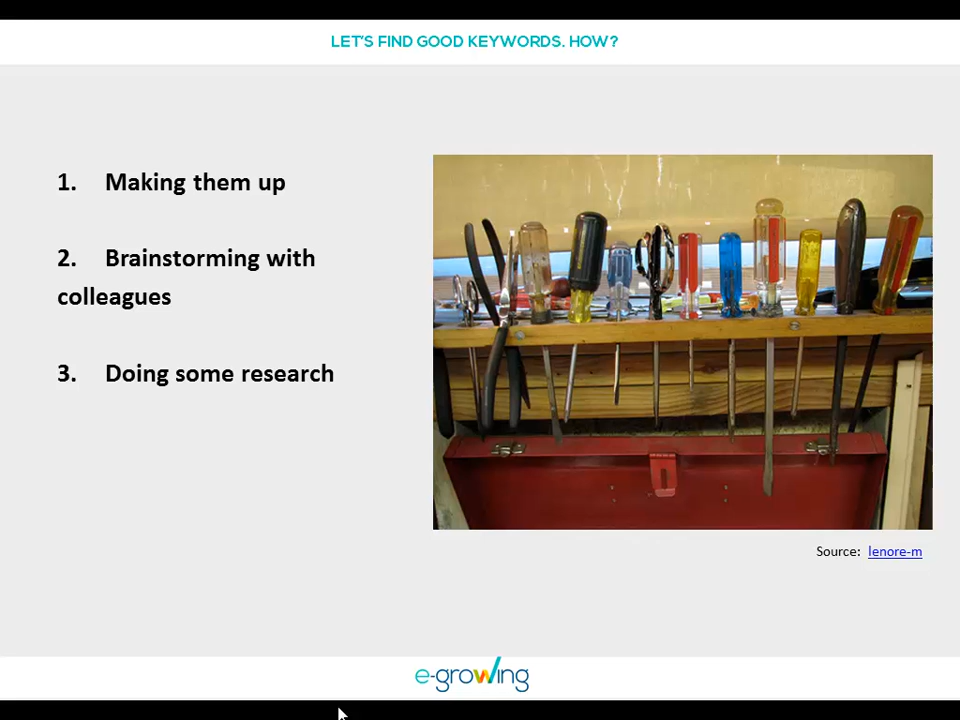 LET'S FIND GOOD KEYWORDS. HOW?
1. Making them up
2. Brainstorming with
colleagues
3. Doing some research
Source: lenore-m
e-growing